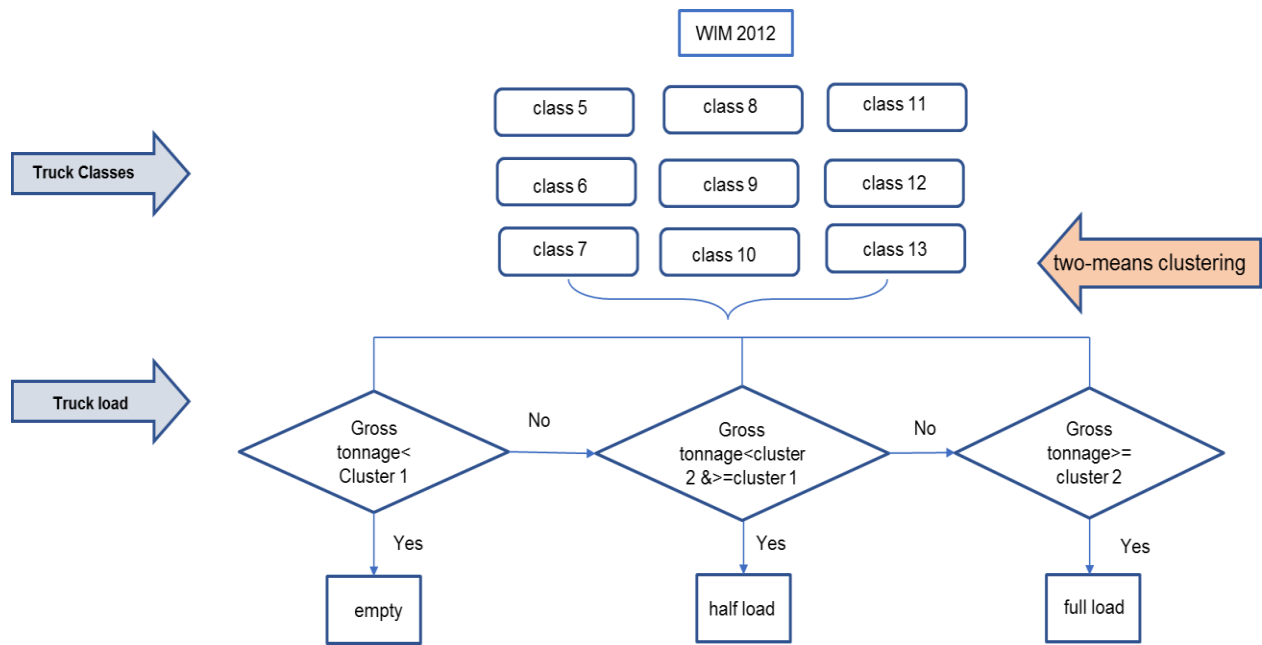 WIM 2012
class 5
class 8
class 11
Truck Classes
class 6
class 9
class 12
class 7
class 10
class 13
two-means clustering
Truck load
Gross
tonnage<
Cluster 1
No
Gross
tonnage<cluster
2 &>=cluster 1
No
Gross
tonnage>=
cluster 2
Yes
Yes
Yes
empty
half load
full load